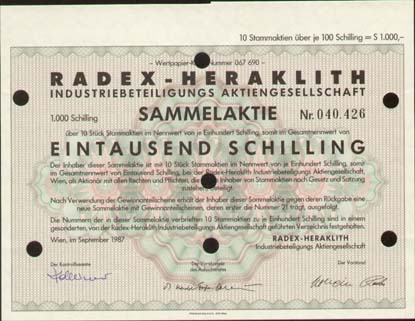 10 Stammaktien über je 100 Schilling = S 1.000,–
– Wertpapier-K Nummer 067 690 –
RADEX-HERAKLITH
INDUSTRIEBETEILIGUNGS AKTIENGESELLSCHAFT
1.000 Schilling SAMMELAKTIE Nr. 040.426
über 10 Stück Stammaktien im Nennwert von je Einhundert Schilling, somit im Gesamtnennwert von
EINTAUSEND SCHILLING
Der Inhaber dieser Sammelaktie ist mit 10 Stück Stammaktien im Nennwert von je Einhundert Schilling, somit
im Gesamtnennwert von Eintausend Schilling, bei der Radex-Heraklith Industriebeteiligungs Aktiengesellschaft,
Wien, als Aktionär mit allen Rechten und Pflichten, die Inhaber von Stammaktien nach Gesetz und Satzung
zustehen, beteiligt.
Nach Verwendung der Gewinnanteilscheine erhält der Inhaber dieser Sammelaktie gegen deren Rückgabe eine
neue Sammelaktie mit Gewinnanteilscheinen, deren erster die Nummer 21 trägt, ausgefolgt.
Die Nummern der in dieser Sammelaktie verbrieften 10 Stammaktien zu je Einhundert Schilling sind in einem
gesonderten, von der Radex-Heraklith Industriebeteiligungs Aktiengesellschaft geführten Verzeichnis festgehalten.
Wien, im September 1987 RADEX-HERAKLITH
Industriebeteiligungs Aktiengesellschaft
Der Kontrollbeamte Der Vorsitzende Der Vorstand
des Aufsichtsrates